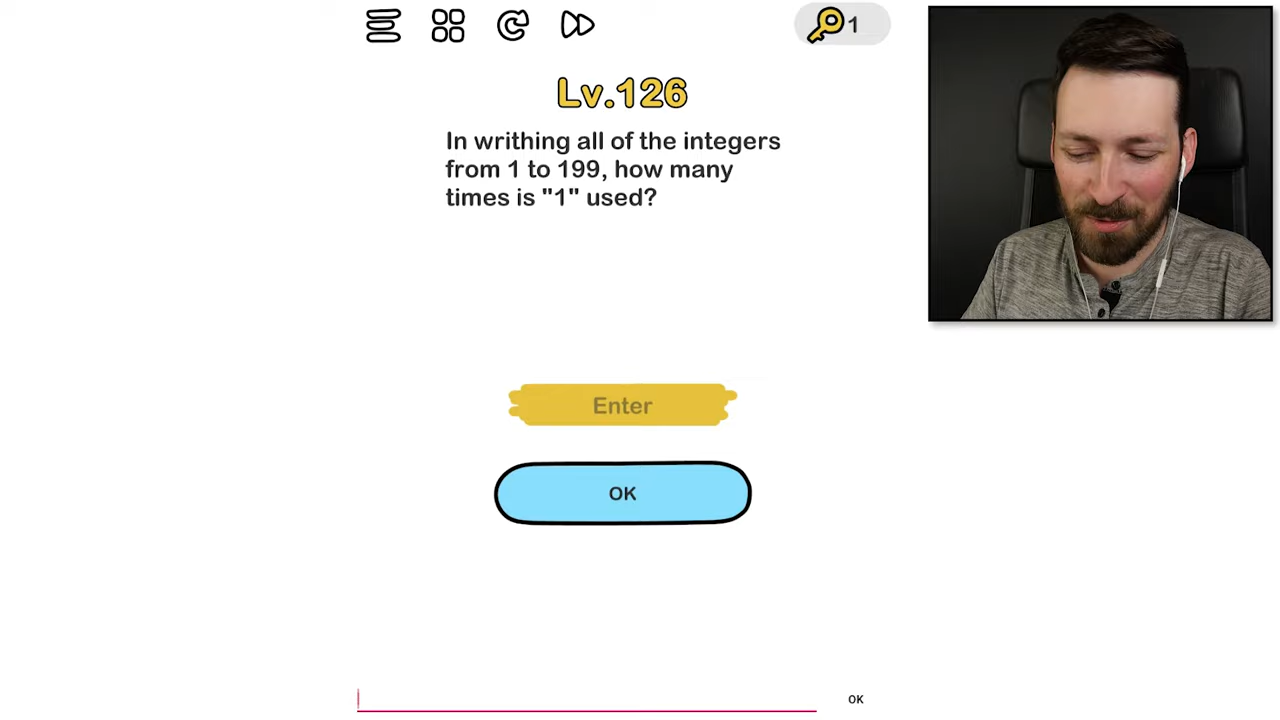 1
Lv.126
In writhing all of the integers
from 1 to 199, how many
times is "1" used?
Enter
OK
OK